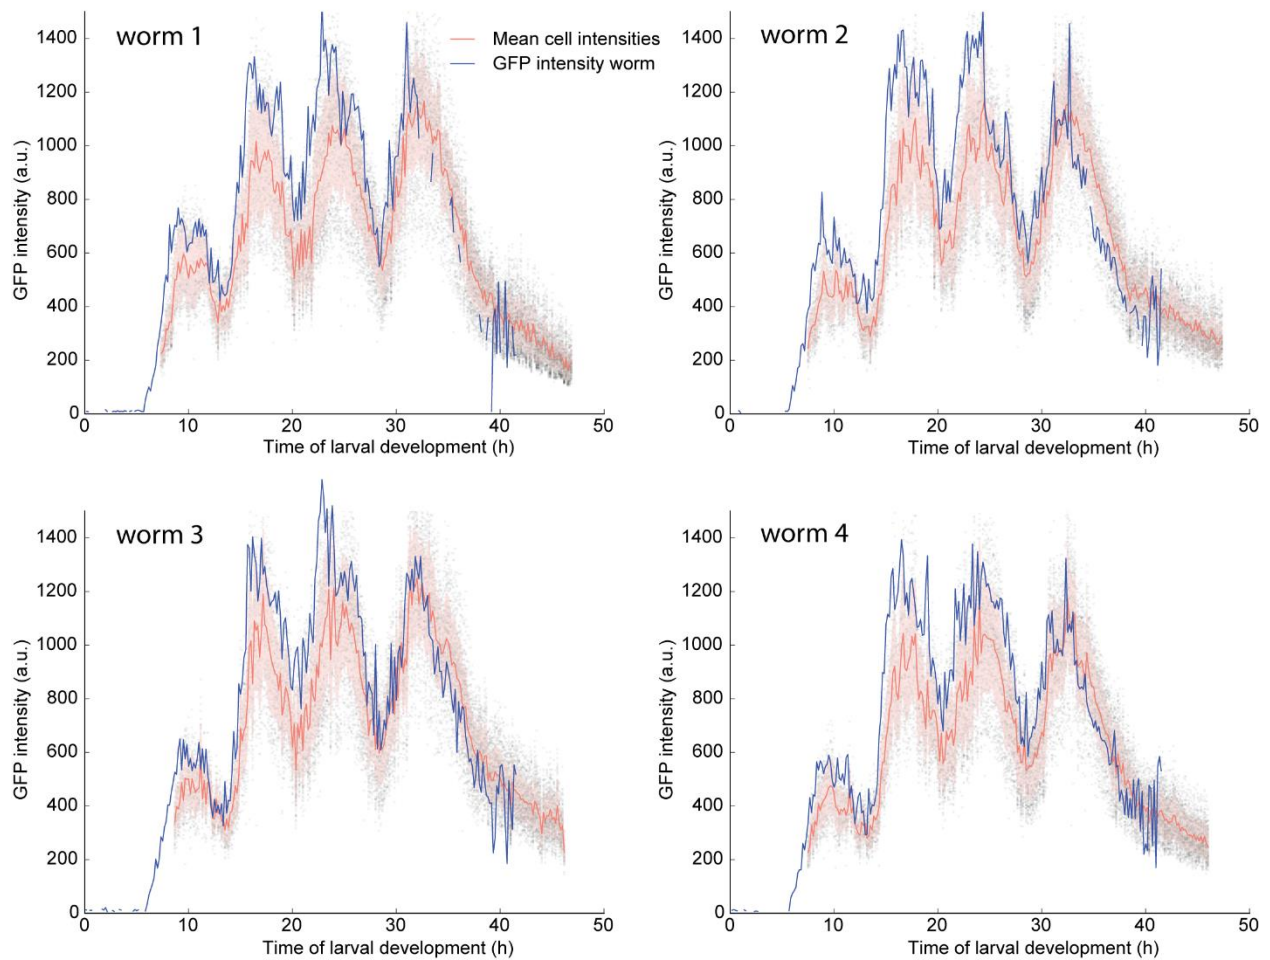 worm 1
Mean cell intensities
GFP intensity worm
GFP intensity (a.u.)
1400
1200
1000
800
600
400
200
0
0 10 20 30 40 50
Time of larval development (h)
worm 2
GFP intensity (a.u.)
1400
1200
1000
800
600
400
200
0
0 10 20 30 40 50
Time of larval development (h)
worm 3
GFP intensity (a.u.)
1400
1200
1000
800
600
400
200
0
0 10 20 30 40 50
Time of larval development (h)
worm 4
GFP intensity (a.u.)
1400
1200
1000
800
600
400
200
0
0 10 20 30 40 50
Time of larval development (h)